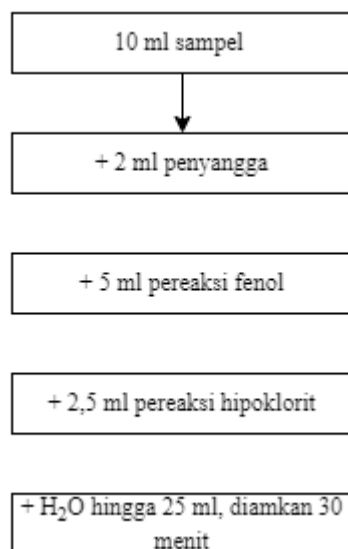 10 ml sampel
+ 2 ml penyangga
+ 5 ml pereaksi fenol
+ 2,5 ml pereaksi hipoklorit
+ H₂O hingga 25 ml, diamkan 30
menit